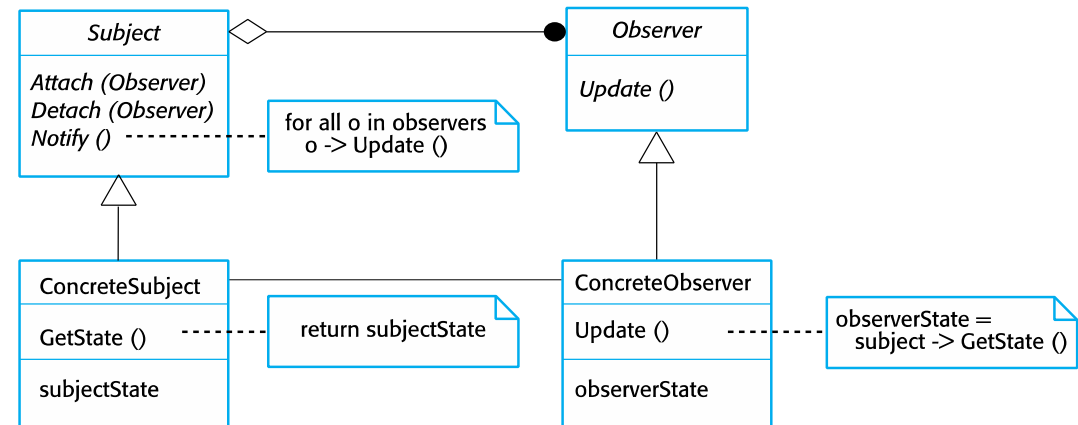 Subject
Attach (Observer)
Detach (Observer)
Notify ()
for all o in observers
o -> Update ()
Observer
Update ()
ConcreteSubject
GetState ()
subjectState
return subjectState
ConcreteObserver
Update ()
observerState
observerState =
subject -> GetState ()